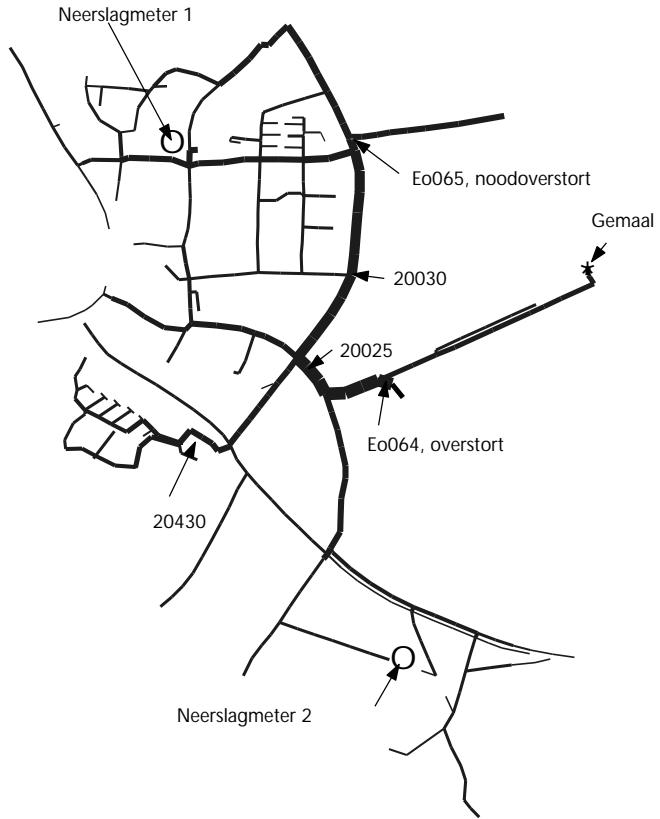 Neerslagmeter 1
Eo065, noodoverstort
Gemaal
20030
20025
Eo064, overstort
20430
Neerslagmeter 2